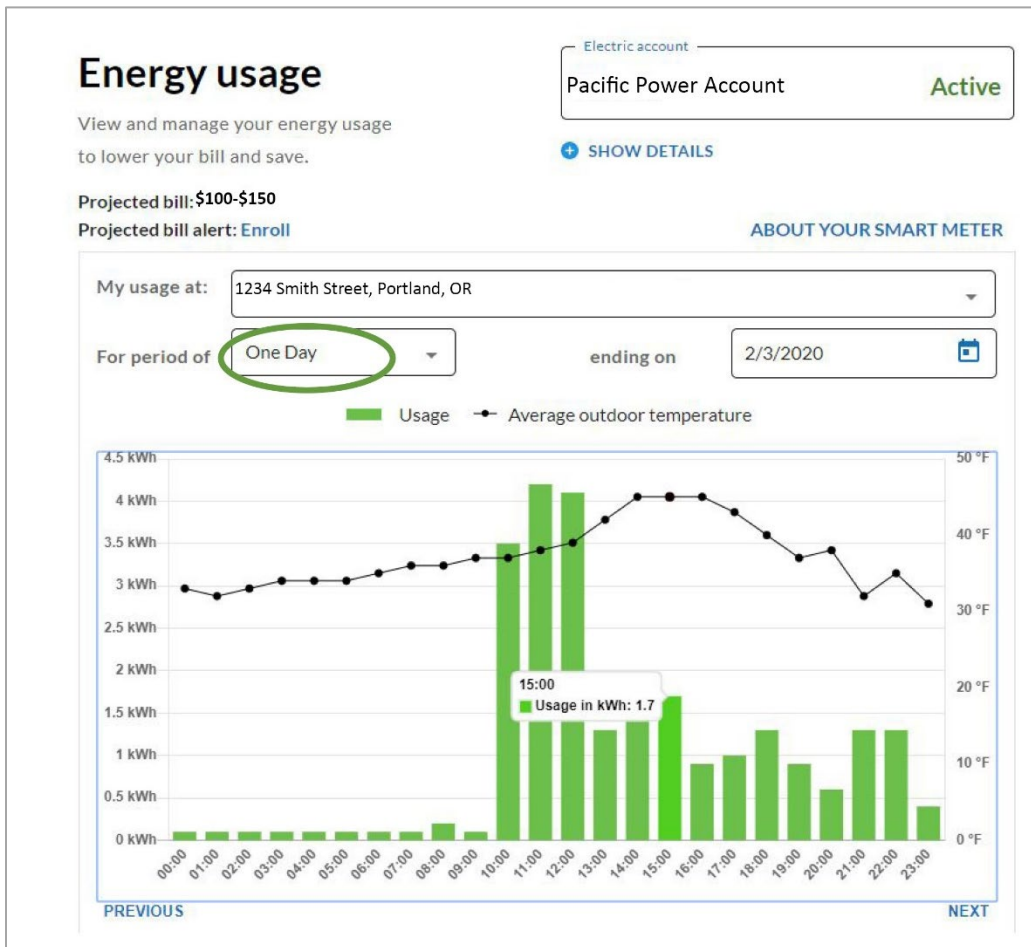 Electric account
Energy usage
Pacific Power Account Active
View and manage your energy usage
to lower your bill and save.
SHOW DETAILS
Projected bill: $100-$150
Projected bill alert: Enroll
ABOUT YOUR SMART METER
My usage at: 1234 Smith Street, Portland, OR
For period of One Day ending on 2/3/2020
Usage Average outdoor temperature
4.5 kWh 50 °F
4 kWh
3.5 kWh 40 °F
3 kWh
2.5 kWh 30 °F
2 kWh
15:00
20 °F
Usage in kWh: 1.7
1.5 kWh
1 kWh 10 °F
0.5 kWh
0 kWh 0 °F
00:00 01:00 02:00 03:00 04:00 05:00 06:00 07:00 08:00 09:00 10:00 11:00 12:00 13:00 14:00 15:00 16:00 17:00 18:00 19:00 20:00 21:00 22:00 23:00
PREVIOUS NEXT